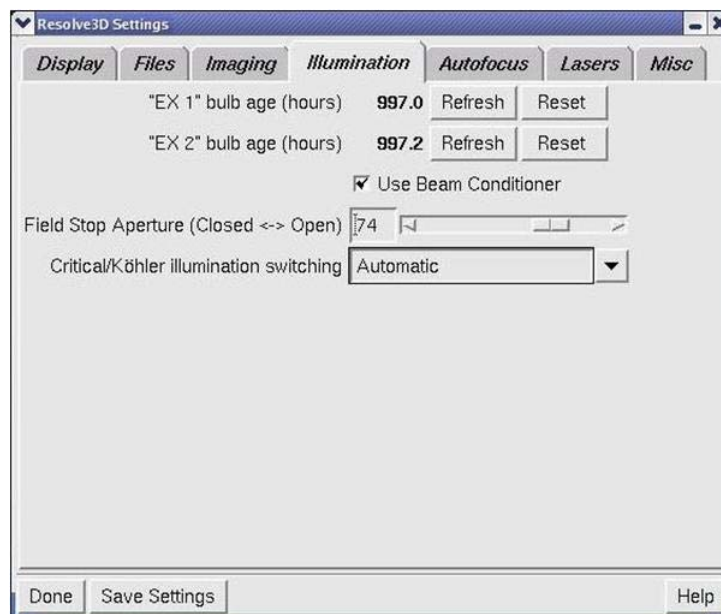 Resolve3D Settings
Display Files Imaging Illumination Autofocus Lasers Misc
"EX 1" bulb age (hours) 997.0 Refresh Reset
"EX 2" bulb age (hours) 997.2 Refresh Reset
Use Beam Conditioner
Field Stop Aperture (Closed <-> Open) 74
Critical/Köhler illumination switching Automatic
Done Save Settings Help